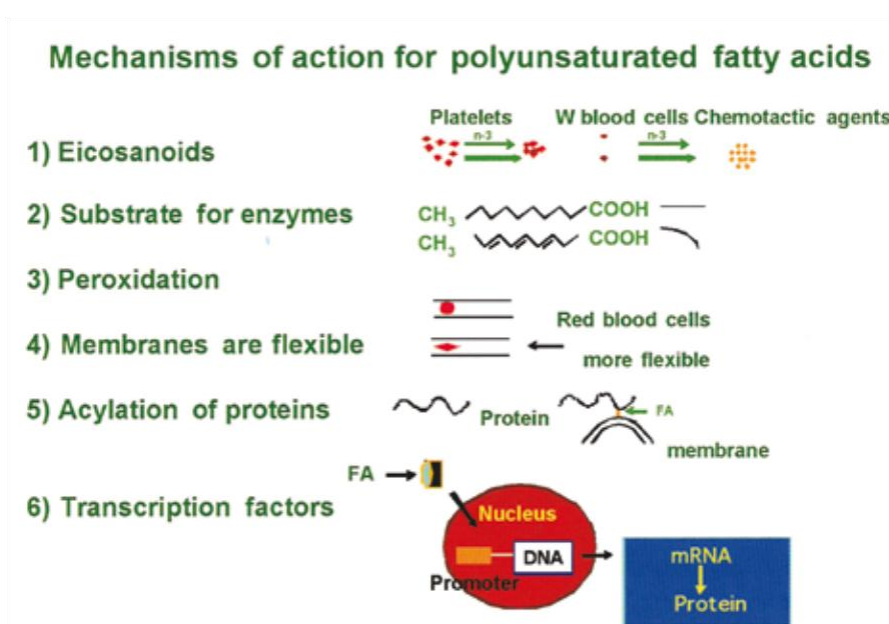 Mechanisms of action for polyunsaturated fatty acids
Platelets W blood cells Chemotactic agents
1) Eicosanoids n-3 n-3
2) Substrate for enzymes CH3 COOH
CH3 COOH
3) Peroxidation
Red blood cells
4) Membranes are flexible more flexible
5) Acylation of proteins Protein FA
membrane
FA
6) Transcription factors Nucleus
DNA mRNA
Promoter
Protein